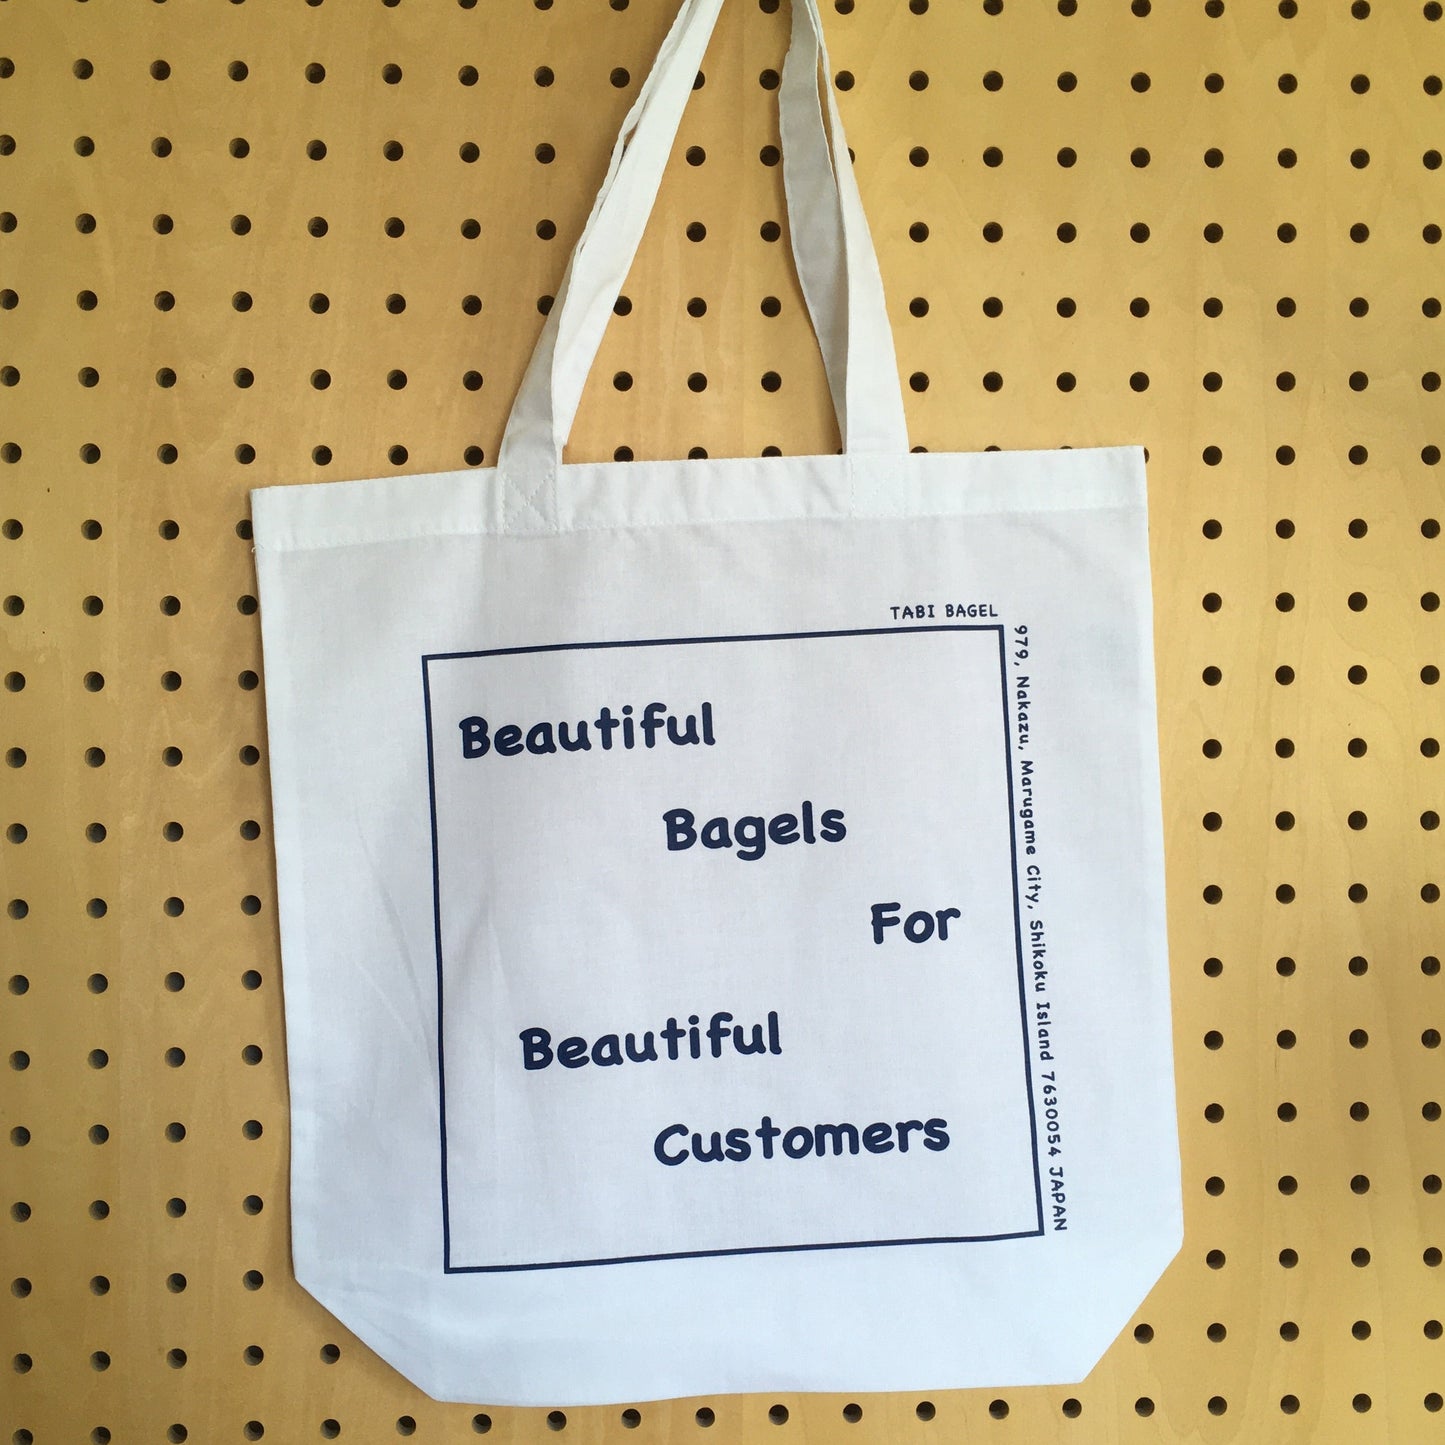 TABI BAGEL
979, Nakazu, Marugame City, Shikoku Island 7630054 JAPAN
Beautiful
Bagels
For
Beautiful
Customers